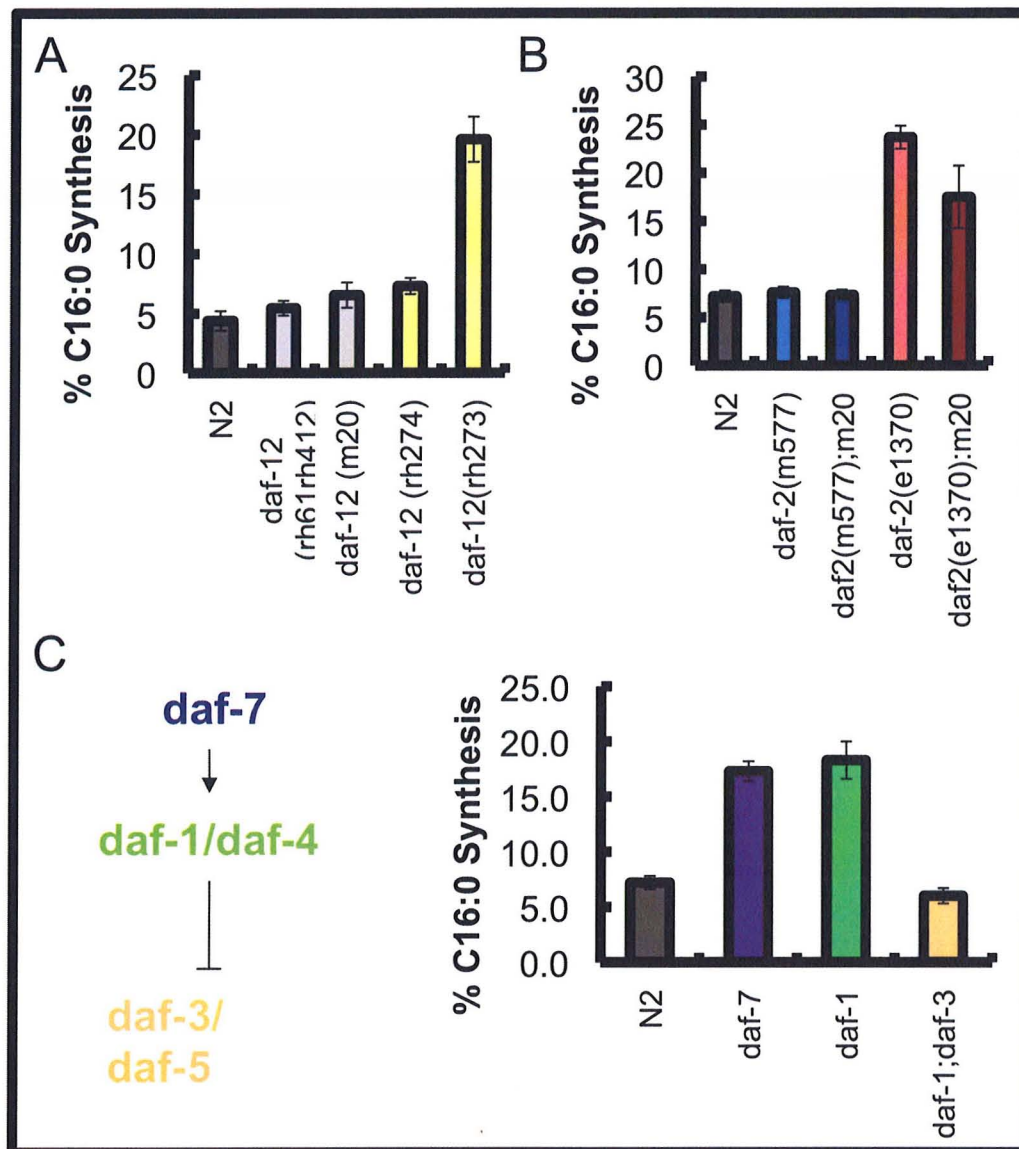 A
% C16:0 Synthesis
25
20
15
10
5
0
N2
daf-12
(rh61rh412)
daf-12 (m20)
daf-12 (rh274)
daf-12(rh273)
B
% C16:0 Synthesis
30
25
20
15
10
5
0
N2
daf-2(m577)
daf2(m577);m20
daf-2(e1370)
daf2(e1370):m20
C
daf-7
daf-1/daf-4
daf-3/
daf-5
% C16:0 Synthesis
25.0
20.0
15.0
10.0
5.0
0.0
N2
daf-7
daf-1
daf-1;daf-3